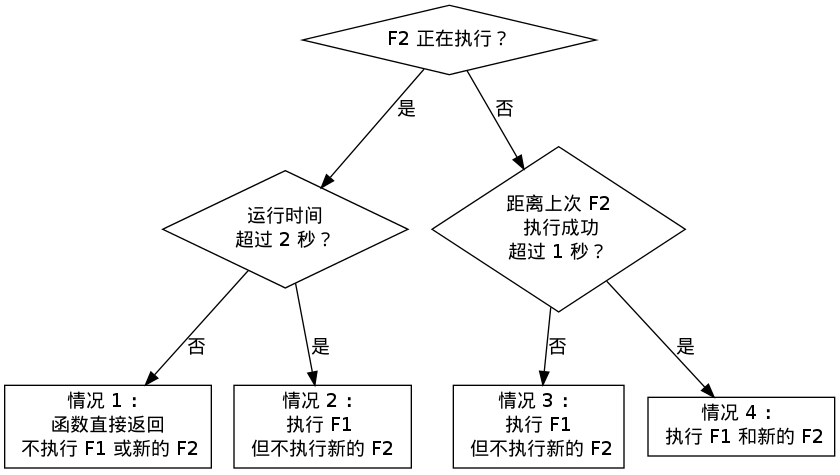 F2 正在执行？
是
否
运行时间
超过 2 秒？
距离上次 F2
执行成功
超过 1 秒？
否
是
否
是
情况 1：
函数直接返回
不执行 F1 或新的 F2
情况 2：
执行 F1
但不执行新的 F2
情况 3：
执行 F1
但不执行新的 F2
情况 4：
执行 F1 和新的 F2